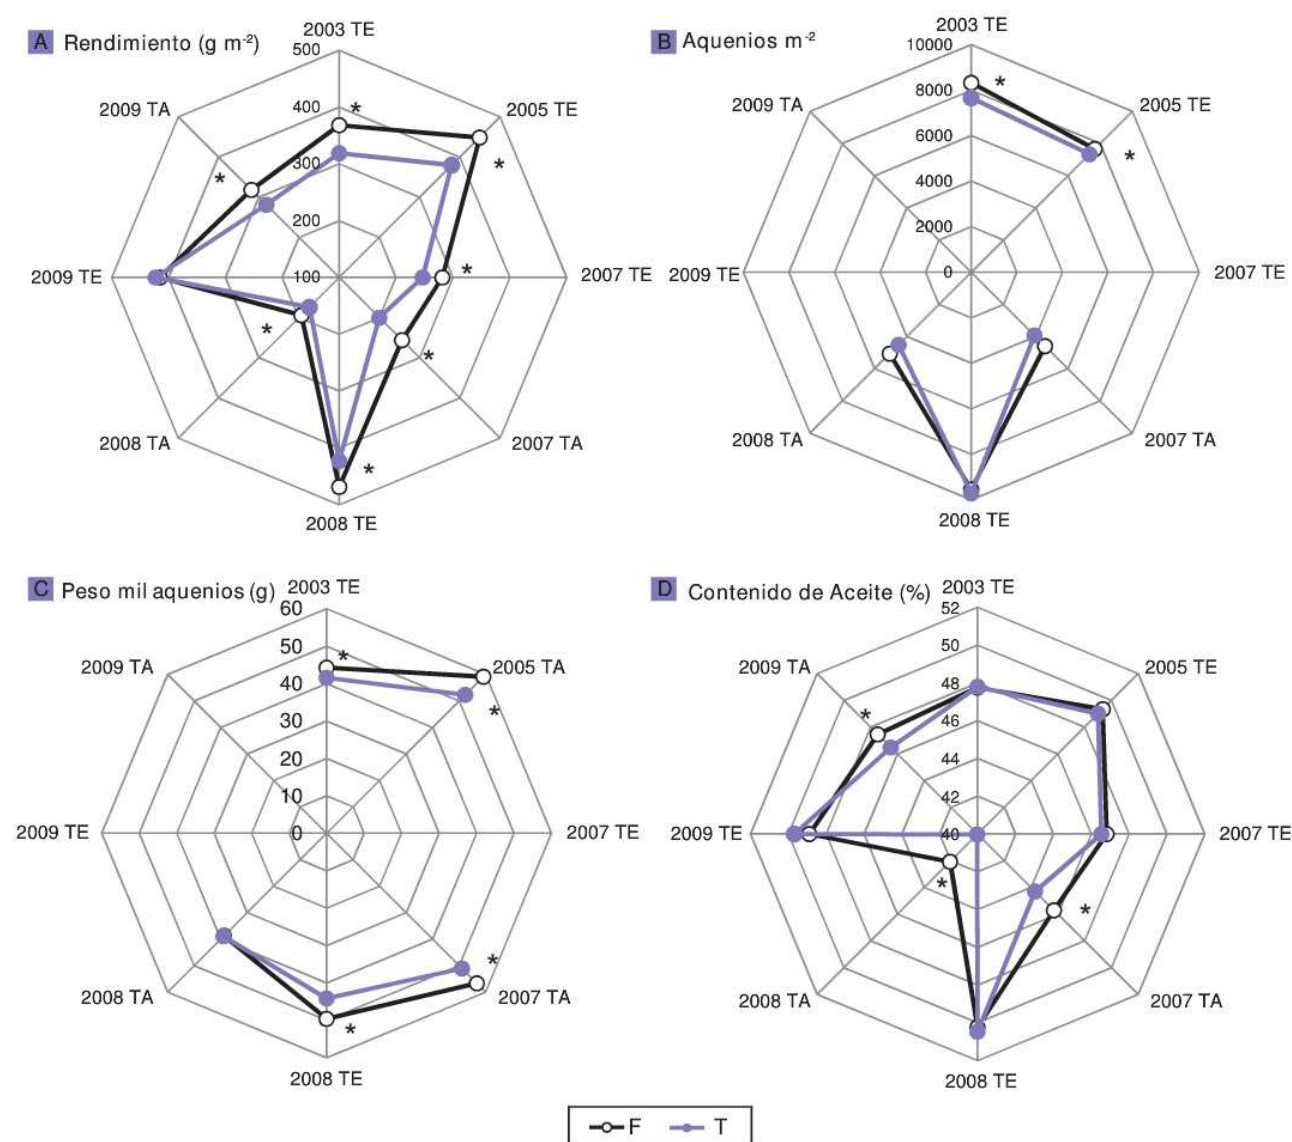 A Rendimiento (g m-2)
2003 TE
500
400
300
200
100
2005 TE
2007 TE
2007 TA
2008 TE
2008 TA
2009 TE
2009 TA
*
*
*
*
*
*
*
B Aquenios m-2
2003 TE
10000
8000
6000
4000
2000
0
2005 TE
2007 TE
2007 TA
2008 TE
2008 TA
2009 TE
2009 TA
*
*
C Peso mil aquenios (g)
2003 TE
60
50
40
30
20
10
0
2005 TA
2007 TE
2007 TA
2008 TE
2008 TA
2009 TE
2009 TA
*
*
*
*
D Contenido de Aceite (%)
2003 TE
52
50
48
46
44
42
40
2005 TE
2007 TE
2007 TA
2008 TE
2008 TA
2009 TE
2009 TA
*
*
*
F T